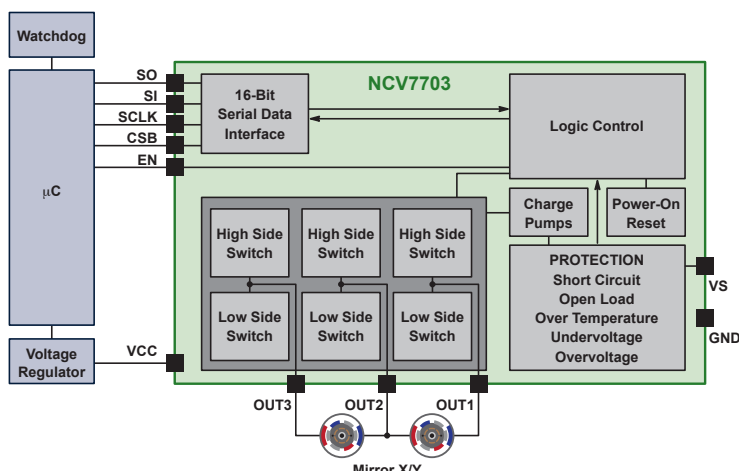 Watchdog
μC
Voltage
Regulator
SO
SI
SCLK
CSB
EN
VCC
NCV7703
16-Bit
Serial Data
Interface
Logic Control
Charge
Pumps
Power-On
Reset
High Side
Switch
High Side
Switch
High Side
Switch
Low Side
Switch
Low Side
Switch
Low Side
Switch
PROTECTION
Short Circuit
Open Load
Over Temperature
Undervoltage
Overvoltage
VS
GND
OUT3
OUT2
OUT1
Mirror X/Y